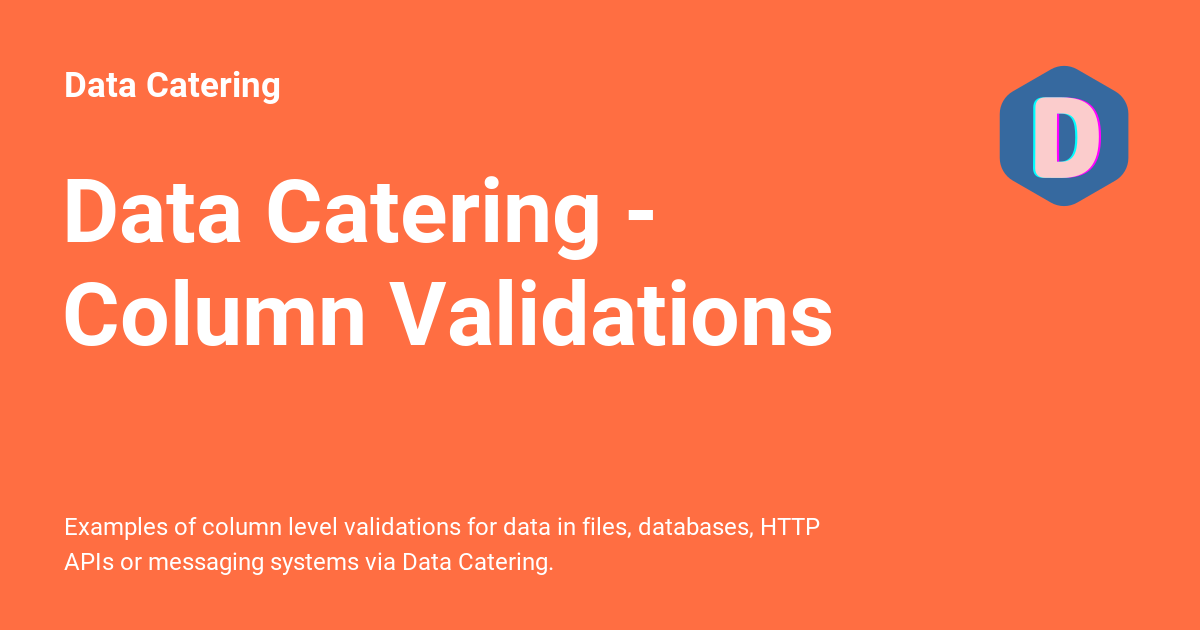 Data Catering
D
Data Catering -
Column Validations
Examples of column level validations for data in files, databases, HTTP
APIs or messaging systems via Data Catering.